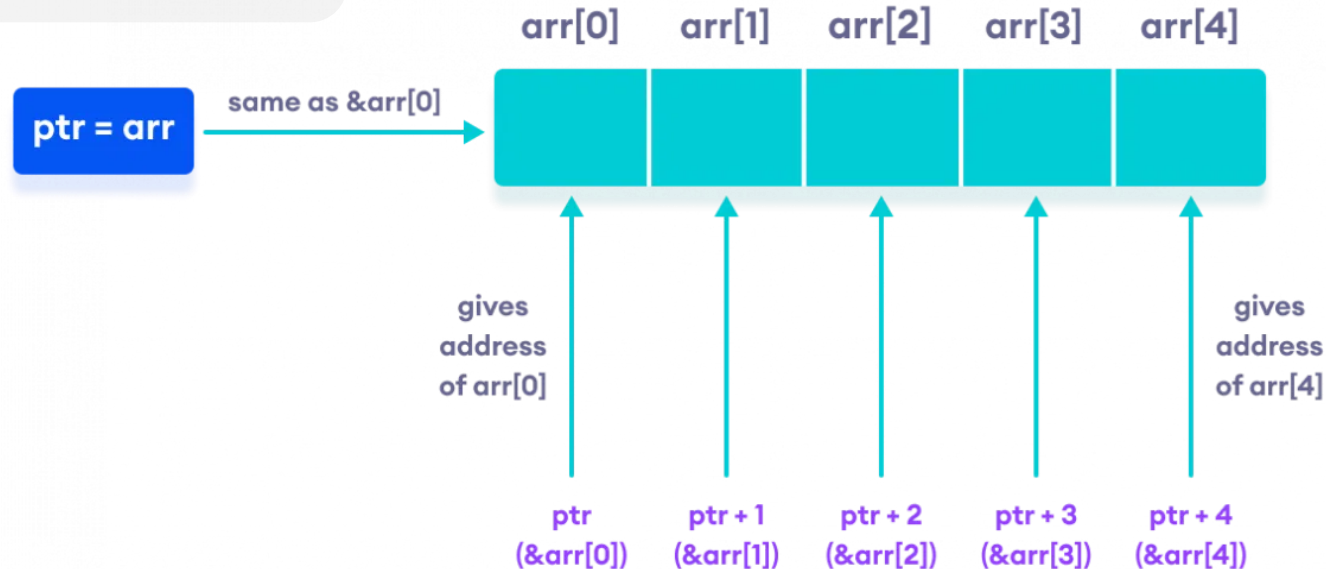 arr[0] arr[1] arr[2] arr[3] arr[4]
ptr = arr
same as &arr[0]
gives
address
of arr[0]
gives
address
of arr[4]
ptr
(&arr[0])
ptr + 1
(&arr[1])
ptr + 2
(&arr[2])
ptr + 3
(&arr[3])
ptr + 4
(&arr[4])